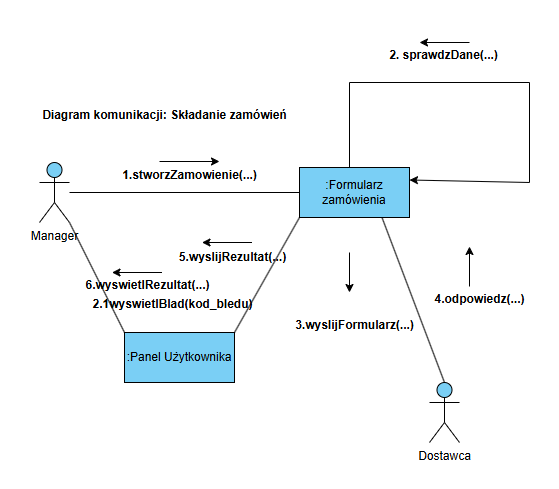 2. sprawdzDane(...)
Diagram komunikacji: Składanie zamówień
1.stworzZamowienie(...)
:Formularz
zamówienia
Manager
5.wyslijRezultat(...)
6.wyswietlRezultat(...)
2.1wyswietlBlad(kod_bledu)
4.odpowiedz(...)
3.wyslijFormularz(...)
:Panel Użytkownika
Dostawca